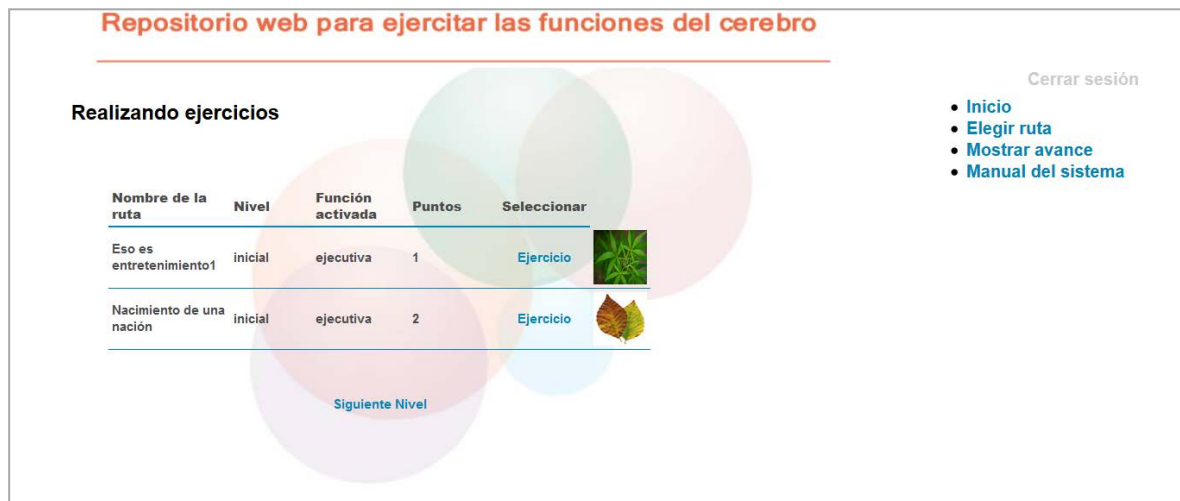 Repositorio web para ejercitar las funciones del cerebro
Cerrar sesión
Realizando ejercicios
Inicio
Elegir ruta
Mostrar avance
Manual del sistema
Nombre de la ruta Nivel Función activada Puntos Seleccionar
Eso es entretenimiento1 inicial ejecutiva 1 Ejercicio
Nacimiento de una nación inicial ejecutiva 2 Ejercicio
Siguiente Nivel